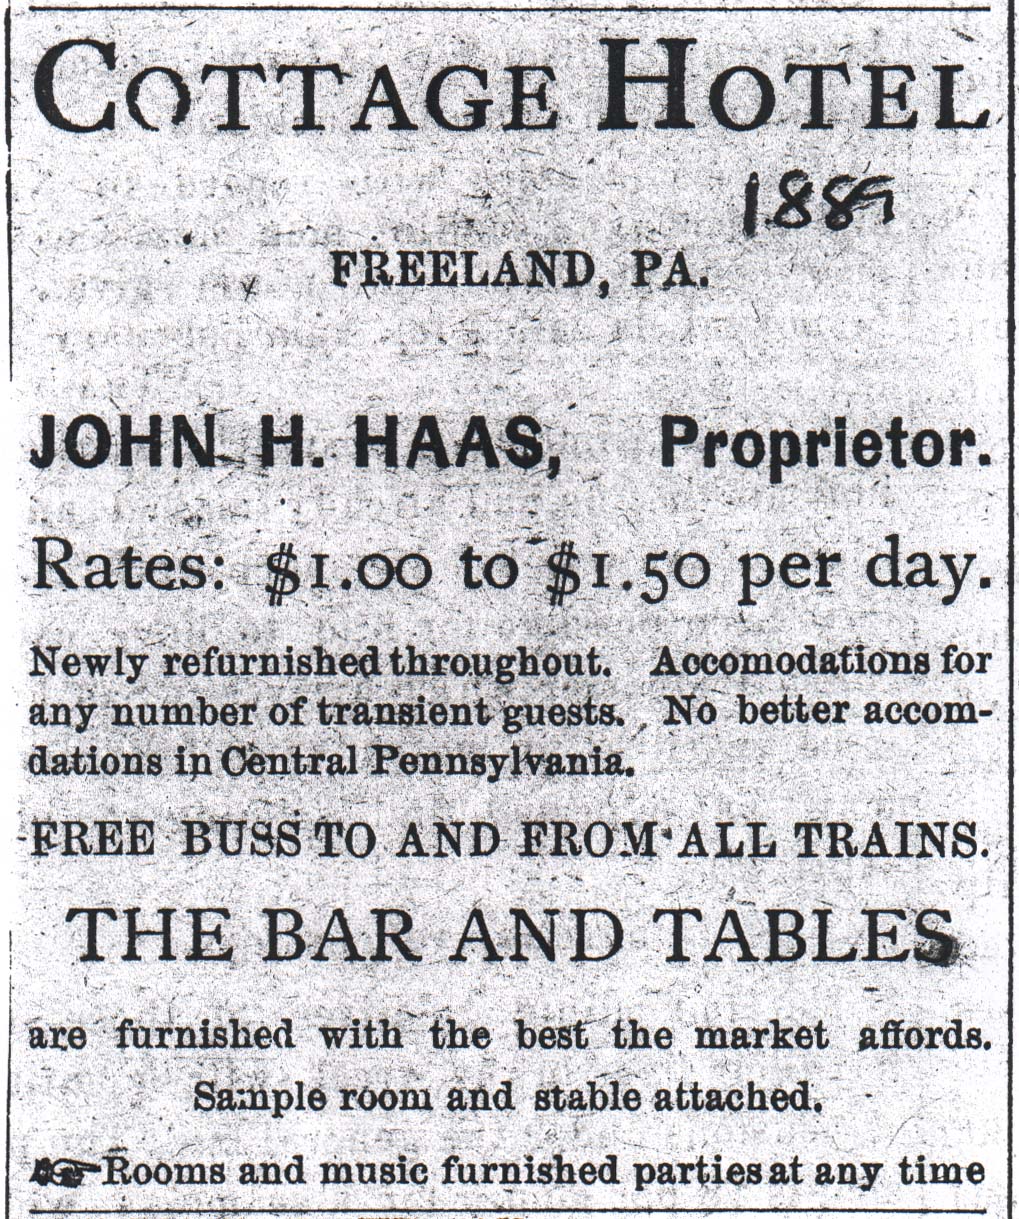 COTTAGE HOTEL
1889
FREELAND, PA.
JOHN H. HAAS, Proprietor.
Rates: $1.00 to $1.50 per day.
Newly refurnished throughout. Accomodations for
any number of transient guests. No better accom-
dations in Central Pennsylvania.
FREE BUSS TO AND FROM ALL TRAINS.
THE BAR AND TABLES
are furnished with the best the market affords.
Sample room and stable attached.
☞Rooms and music furnished parties at any time